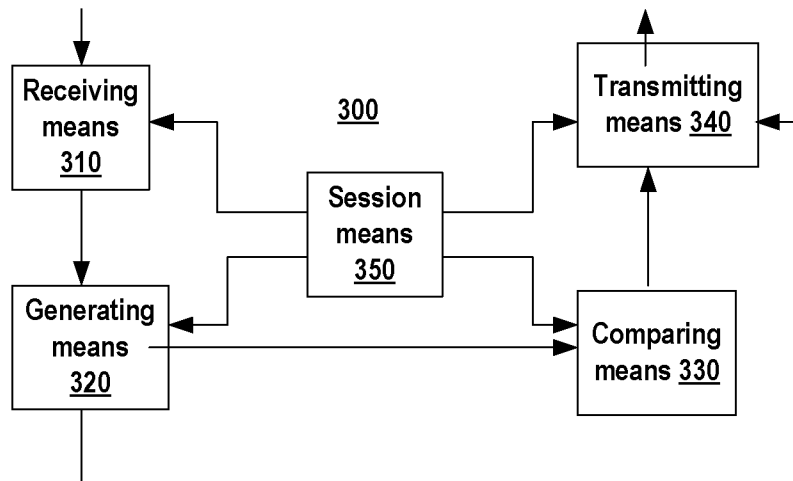 Receiving
means
310
300
Transmitting
means 340
Session
means
350
Generating
means
320
Comparing
means 330